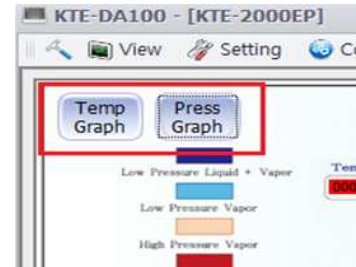 KTE-DA100 - [KTE-2000EP]
View Setting
Temp Graph
Press Graph
Low Pressure Liquid + Vapor
Low Pressure Vapor
High Pressure Vapor